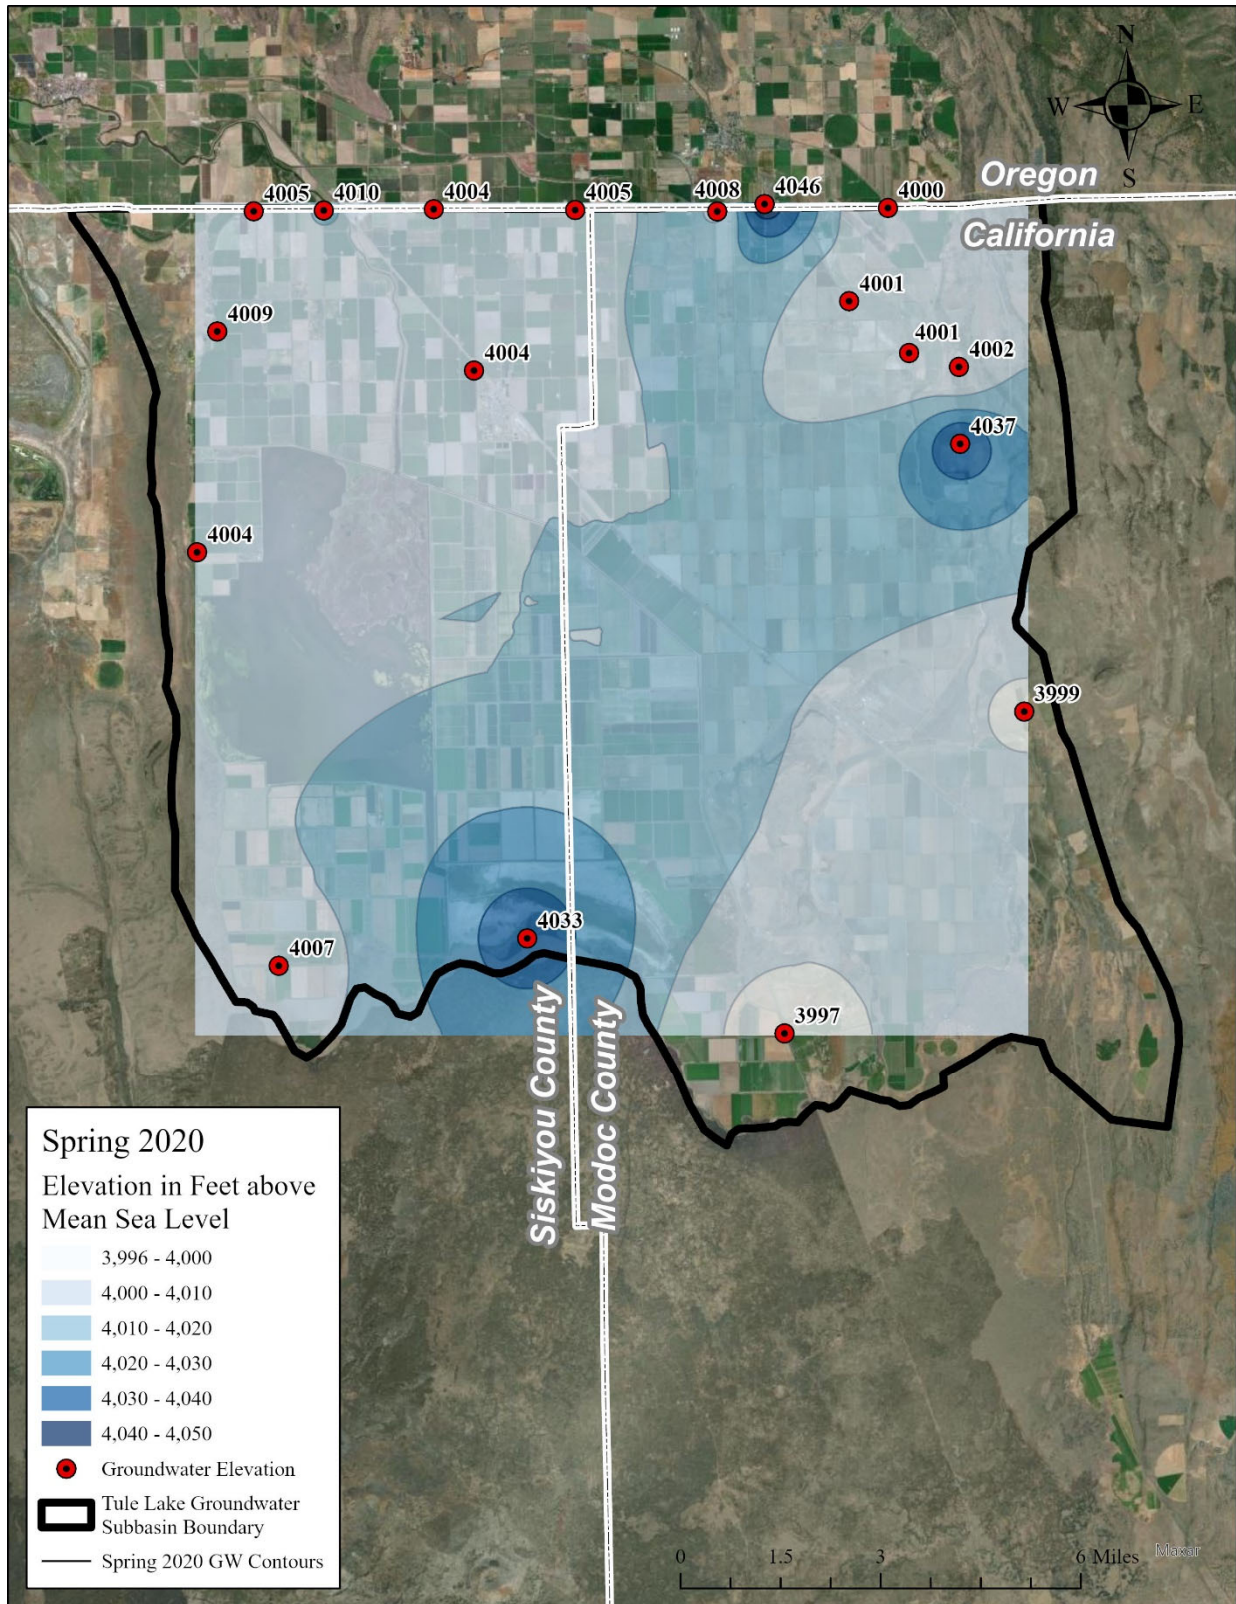 N
W E
S
Oregon
California
4005
4010
4004
4005
4008
4046
4000
4009
4004
4001
4001
4002
4037
4004
3999
4033
4007
3997
Siskiyou County
Modoc County
Spring 2020
Elevation in Feet above
Mean Sea Level
3,996 - 4,000
4,000 - 4,010
4,010 - 4,020
4,020 - 4,030
4,030 - 4,040
4,040 - 4,050
Groundwater Elevation
Tule Lake Groundwater
Subbasin Boundary
Spring 2020 GW Contours
0 1.5 3 6 Miles
Maxar